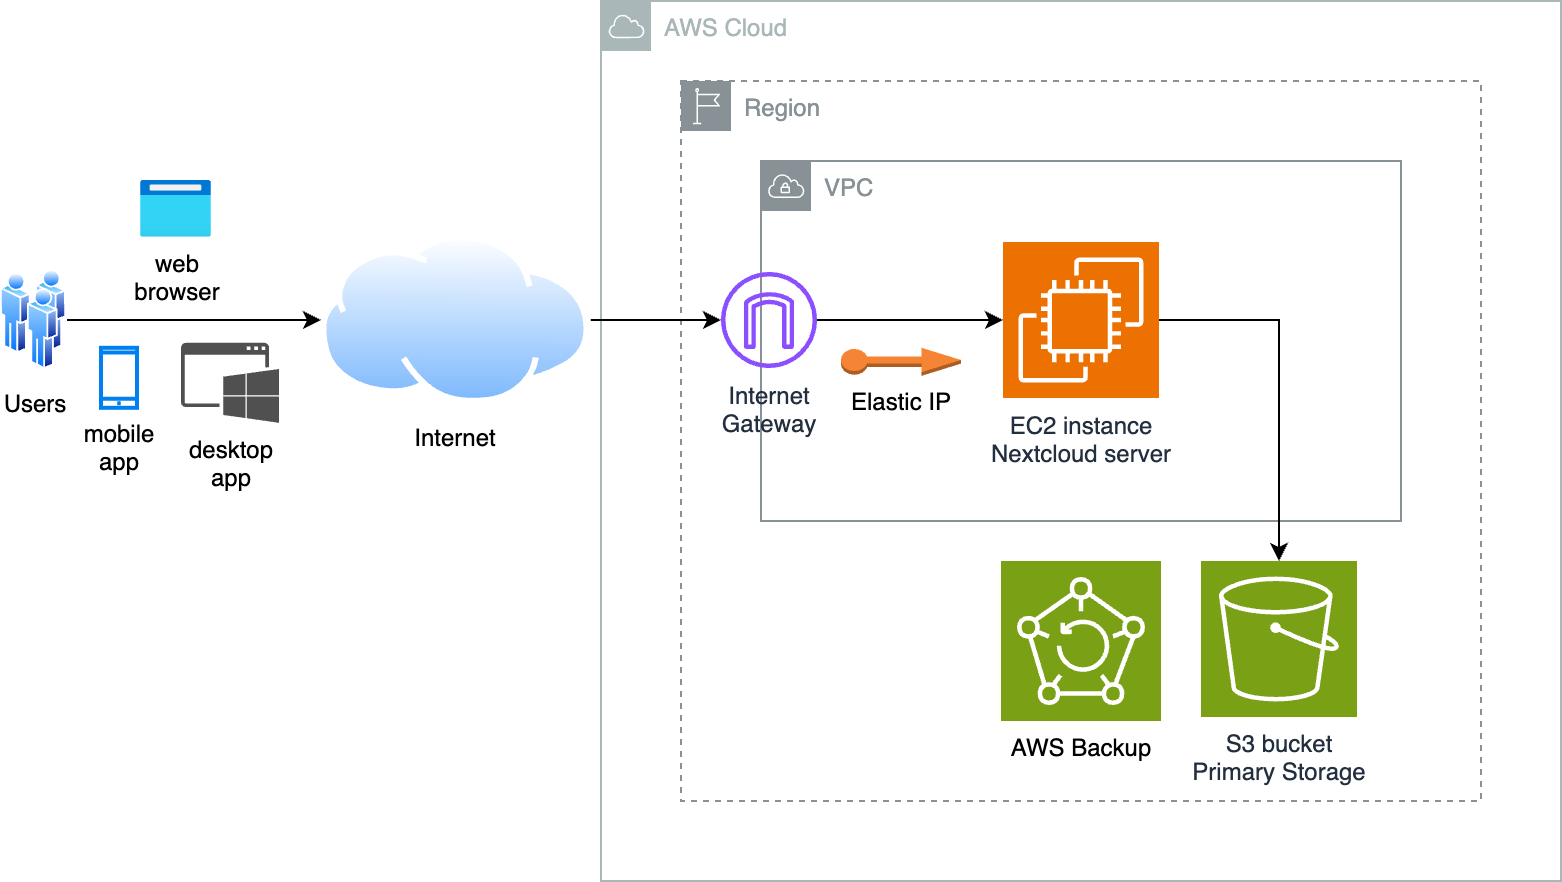 AWS Cloud
Region
VPC
web
browser
Users
mobile
app
desktop
app
Internet
Internet
Gateway
Elastic IP
EC2 instance
Nextcloud server
AWS Backup
S3 bucket
Primary Storage